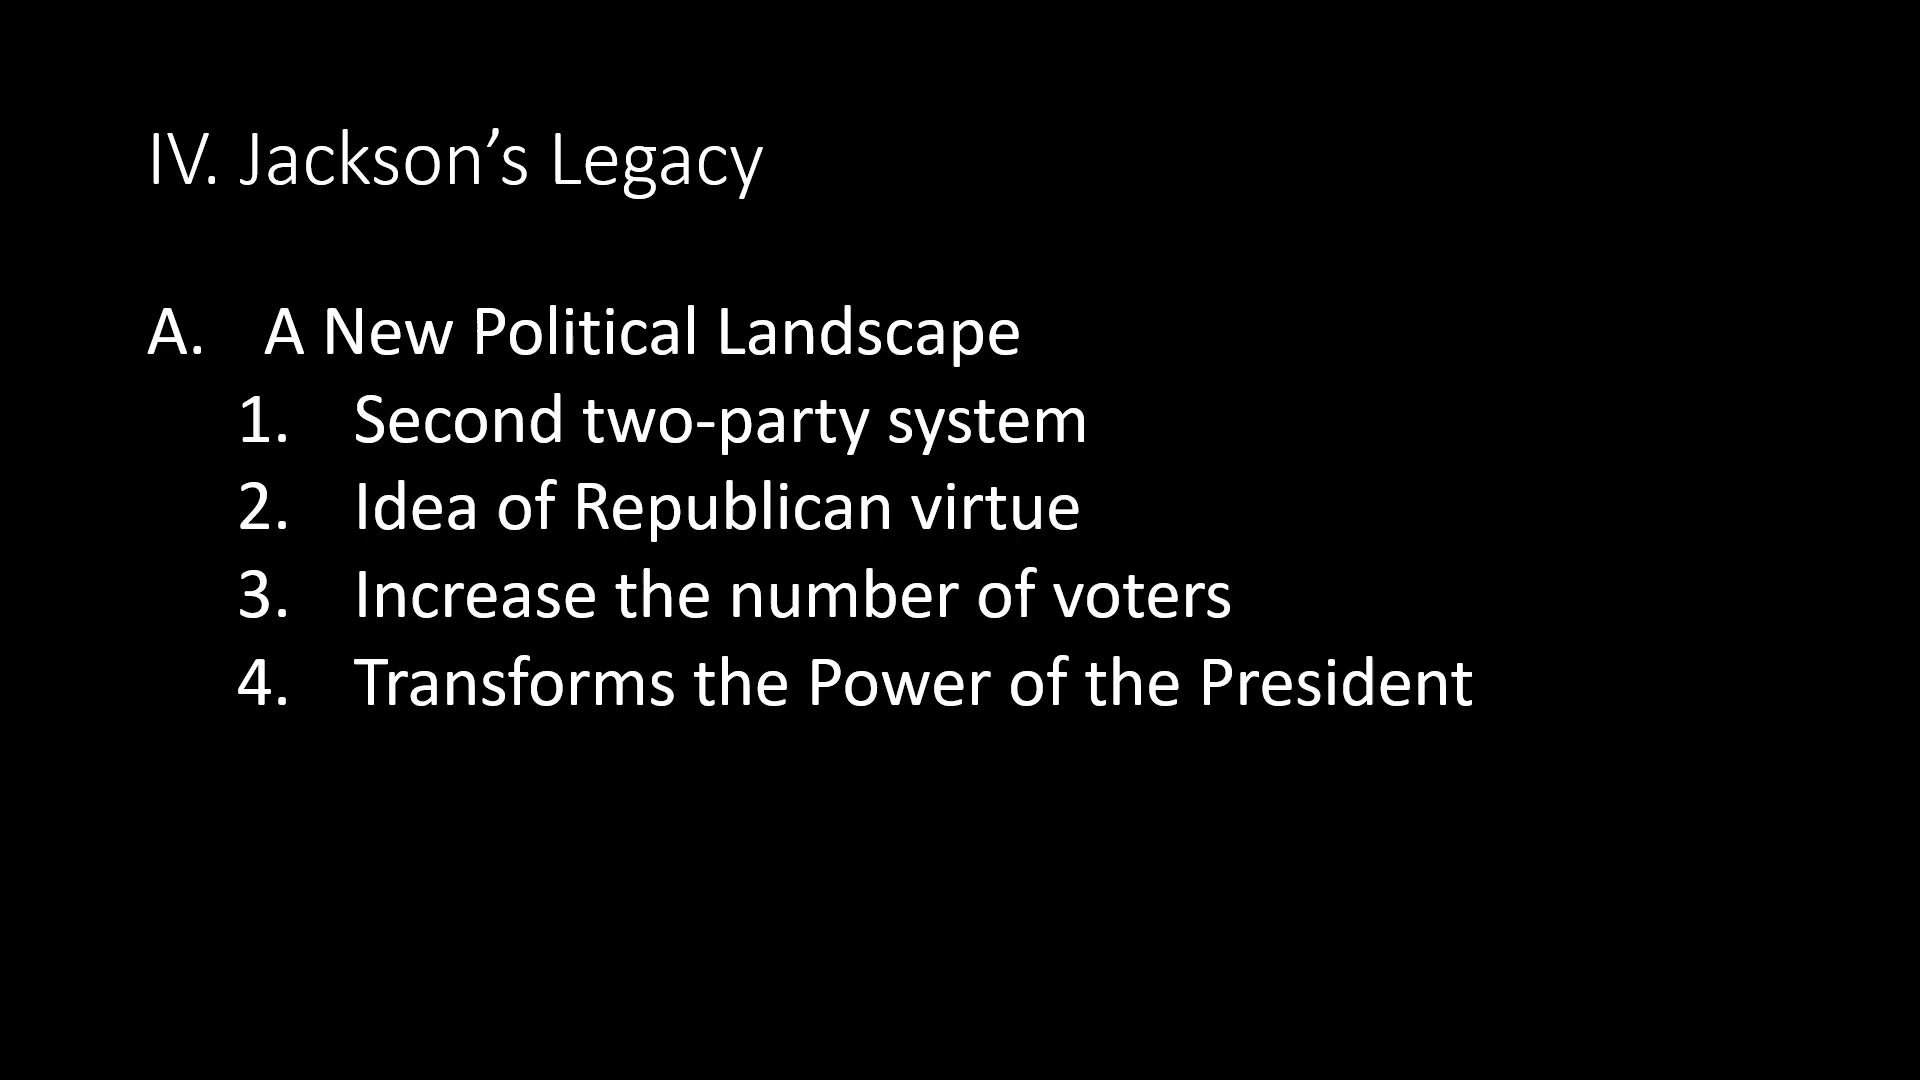 IV. Jackson’s Legacy
A. A New Political Landscape
1. Second two-party system
2. Idea of Republican virtue
3. Increase the number of voters
4. Transforms the Power of the President